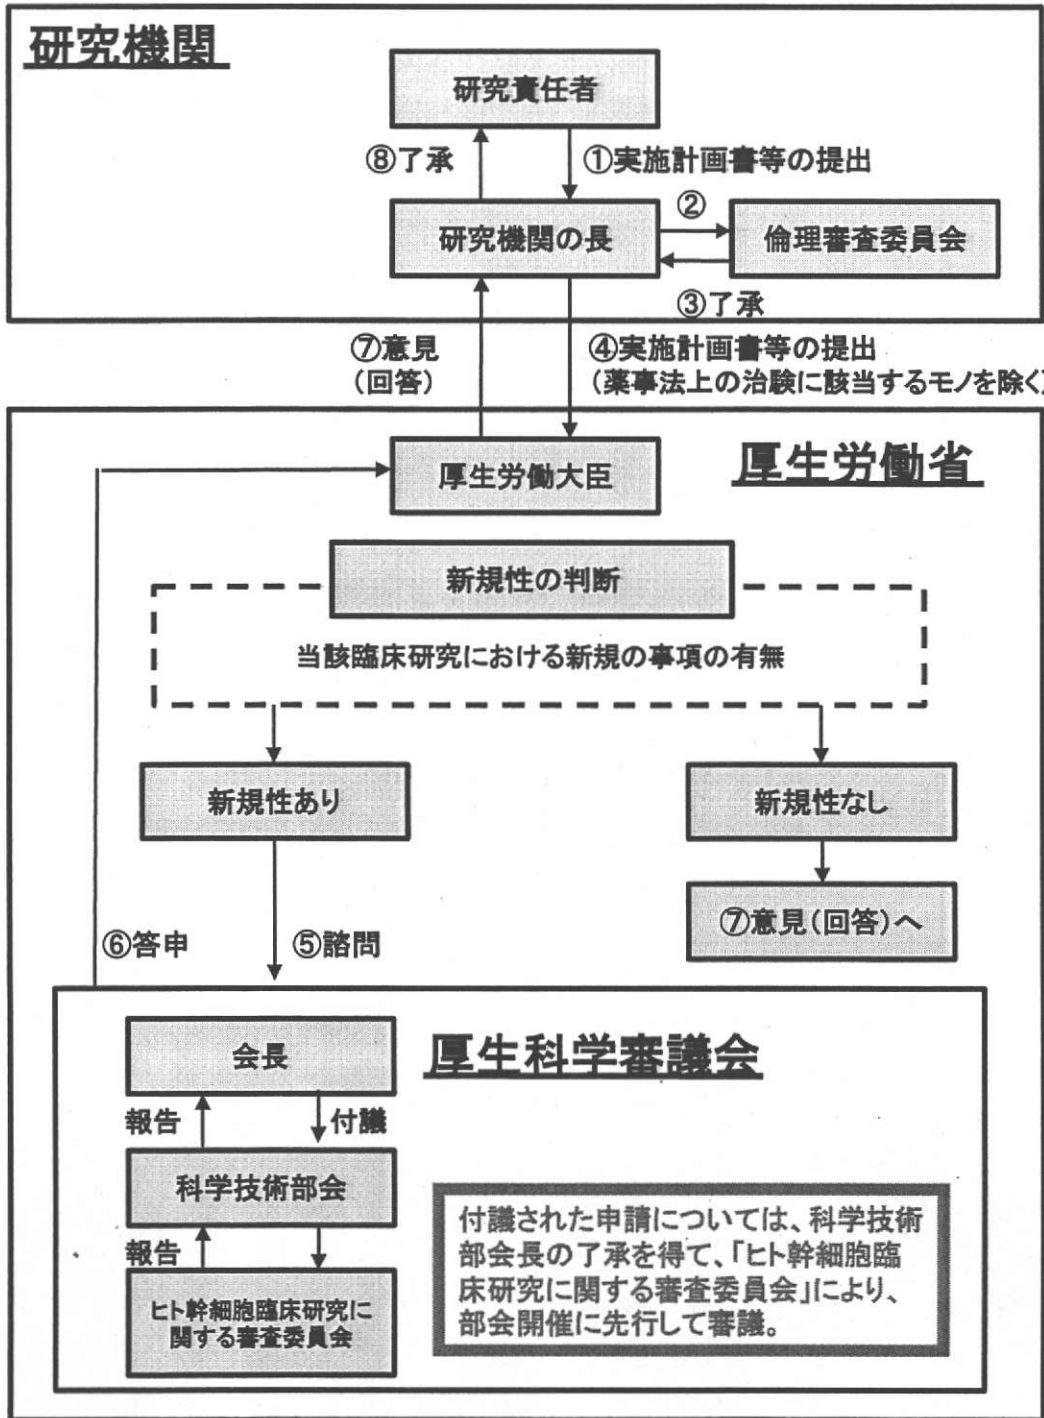 研究機関
研究責任者
⑧了承
①実施計画書等の提出
②
研究機関の長
倫理審査委員会
③了承
⑦意見
（回答）
④実施計画書等の提出
（薬事法上の治験に該当するモノを除く）
厚生労働省
厚生労働大臣
新規性の判断
当該臨床研究における新規の事項の有無
新規性あり
新規性なし
⑦意見（回答）へ
⑥答申
⑤諮問
厚生科学審議会
会長
報告
付議
科学技術部会
報告
ヒト幹細胞臨床研究に
関する審査委員会
付議された申請については、科学技術
部会長の了承を得て、「ヒト幹細胞臨
床研究に関する審査委員会」により、
部会開催に先行して審議。